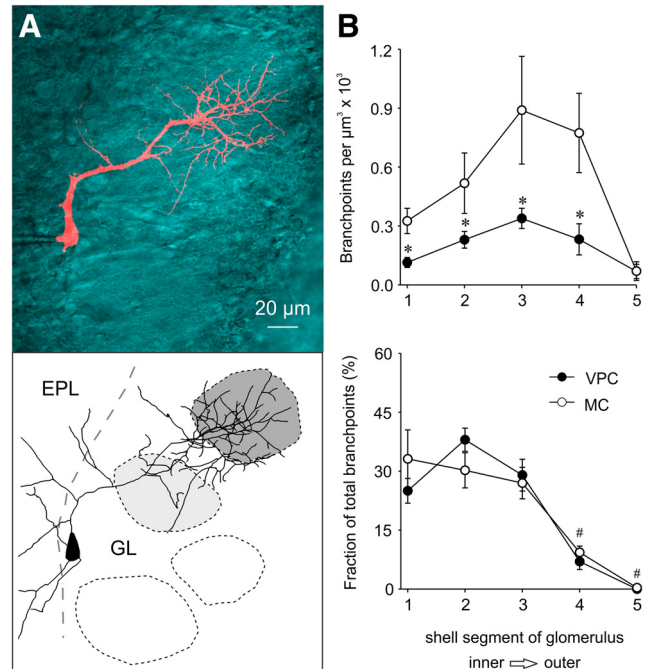 A
20 µm
EPL
GL
B
Branchpoints per µm³ x 10³
1.2
0.9
0.6
0.3
0.0
*
*
*
*
1 2 3 4 5
Fraction of total branchpoints (%)
60
45
30
15
0
VPC
MC
#
#
1 2 3 4 5
shell segment of glomerulus
inner ⇨ outer